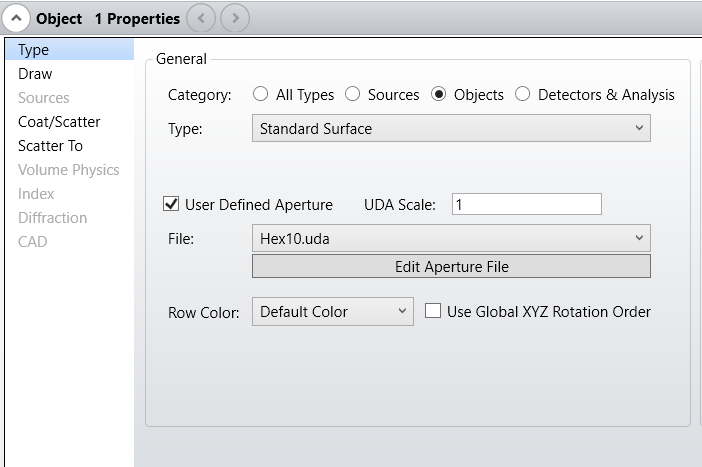 Object 1 Properties
Type
Draw
Sources
Coat/Scatter
Scatter To
Volume Physics
Index
Diffraction
CAD
General
Category: All Types Sources Objects Detectors & Analysis
Type: Standard Surface
User Defined Aperture UDA Scale: 1
File: Hex10.uda
Edit Aperture File
Row Color: Default Color Use Global XYZ Rotation Order